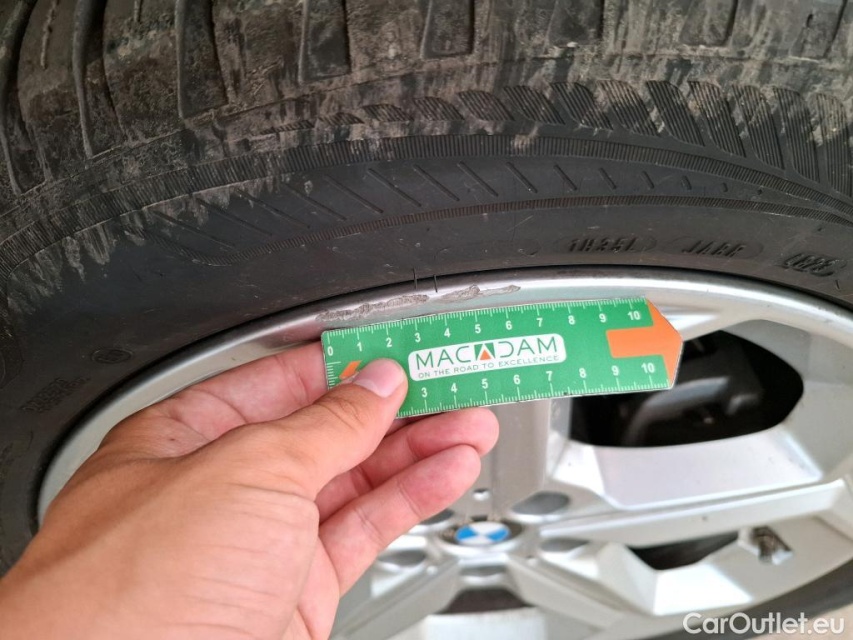 0 1 2 3 4 5 6 7 8 9 10
MACADAM
ON THE ROAD TO EXCELLENCE
3 4 5 6 7 8 9 10
CarOutlet.eu